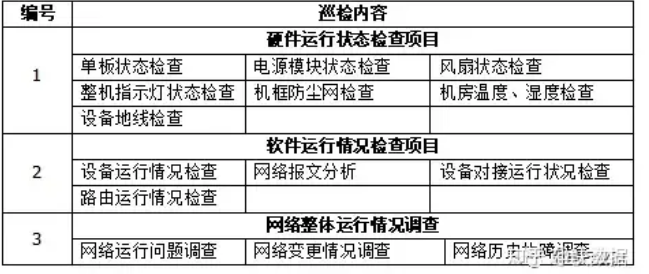 编号 巡检内容
硬件运行状态检查项目
1
单板状态检查 电源模块状态检查 风扇状态检查
整机指示灯状态检查 机框防尘网检查 机房温度、湿度检查
设备地线检查
软件运行情况检查项目
2
设备运行情况检查 网络报文分析 设备对接运行状况检查
路由运行情况检查
网络整体运行情况调查
3
网络运行问题调查 网络变更情况调查 网络历史故障调查